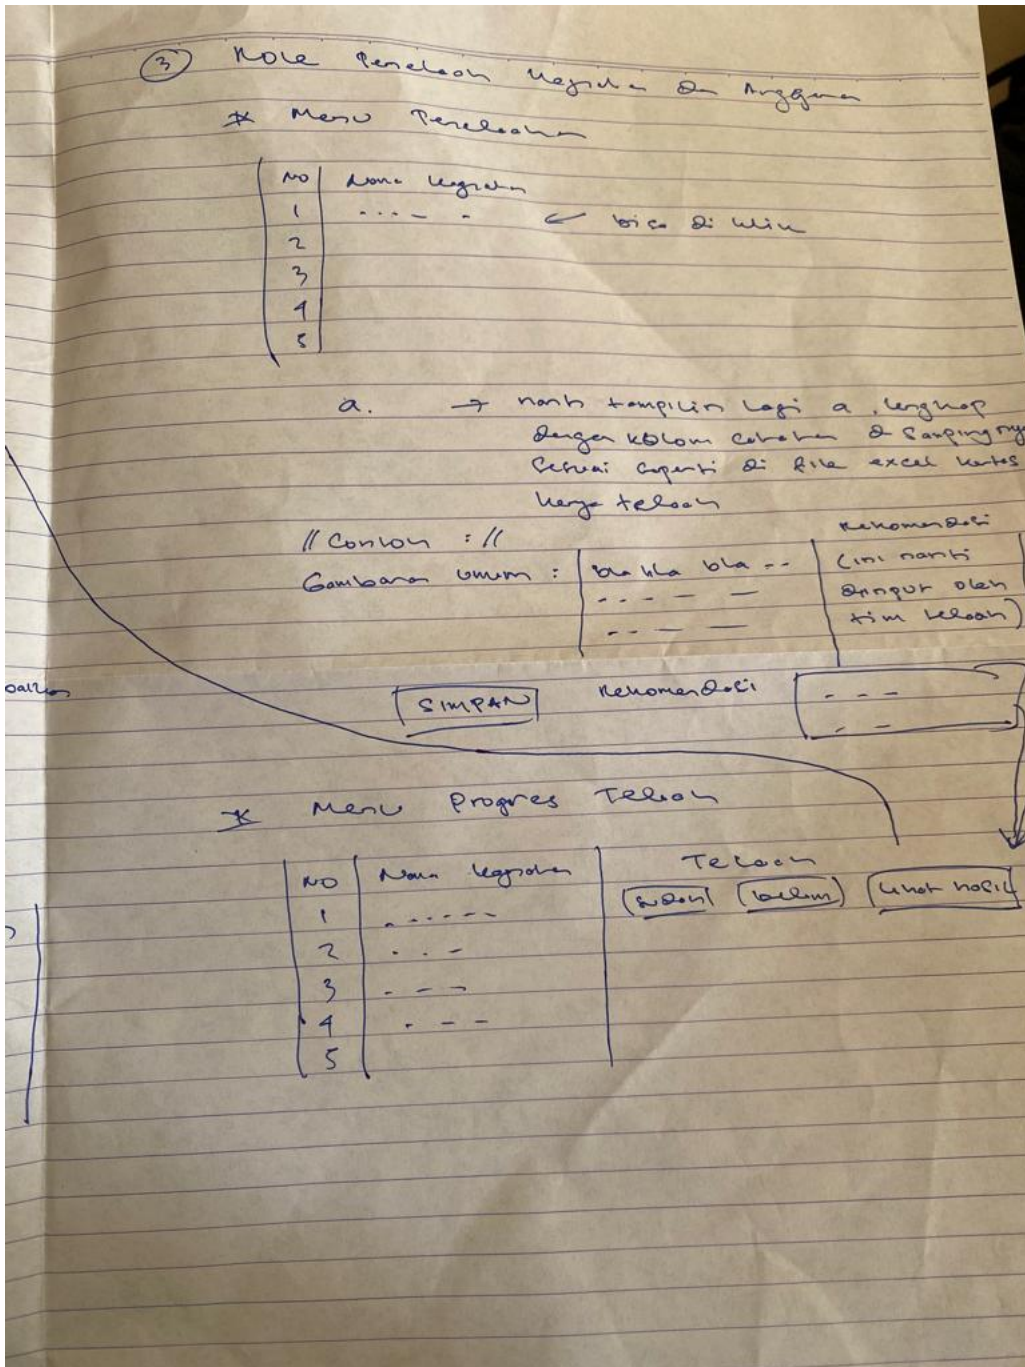 3 Role Penelaah Kegiatan dan Anggaran
* Menu Penelaahan
NO Nama Kegiatan
1 ← bisa di klik
2
3
4
5
a. → nanti tampilin lagi a, lengkap
dengan kolom catatan di sampingnya
sesuai seperti di file excel kertas
kerja telaah
// Contoh : //
Rekomendasi
Gambaran umum : bla bla bla -- (ini nanti
diinput oleh
tim telaah)
SIMPAN Rekomendasi
* Menu Progres Telaah
NO Nama Kegiatan Telaah
1 sudah belum lihat hasil
2
3
4
5